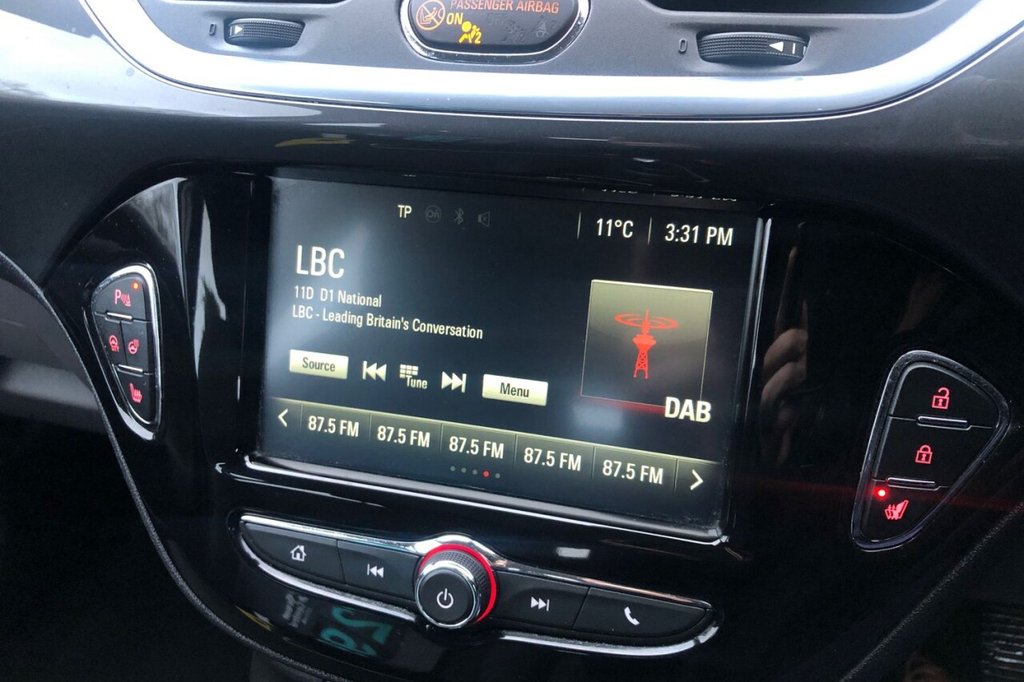 PASSENGER AIRBAG
ON
2
TP
11°C
3:31 PM
LBC
11D D1 National
LBC - Leading Britain's Conversation
Source
Tune
Menu
DAB
87.5 FM
87.5 FM
87.5 FM
87.5 FM
87.5 FM
P